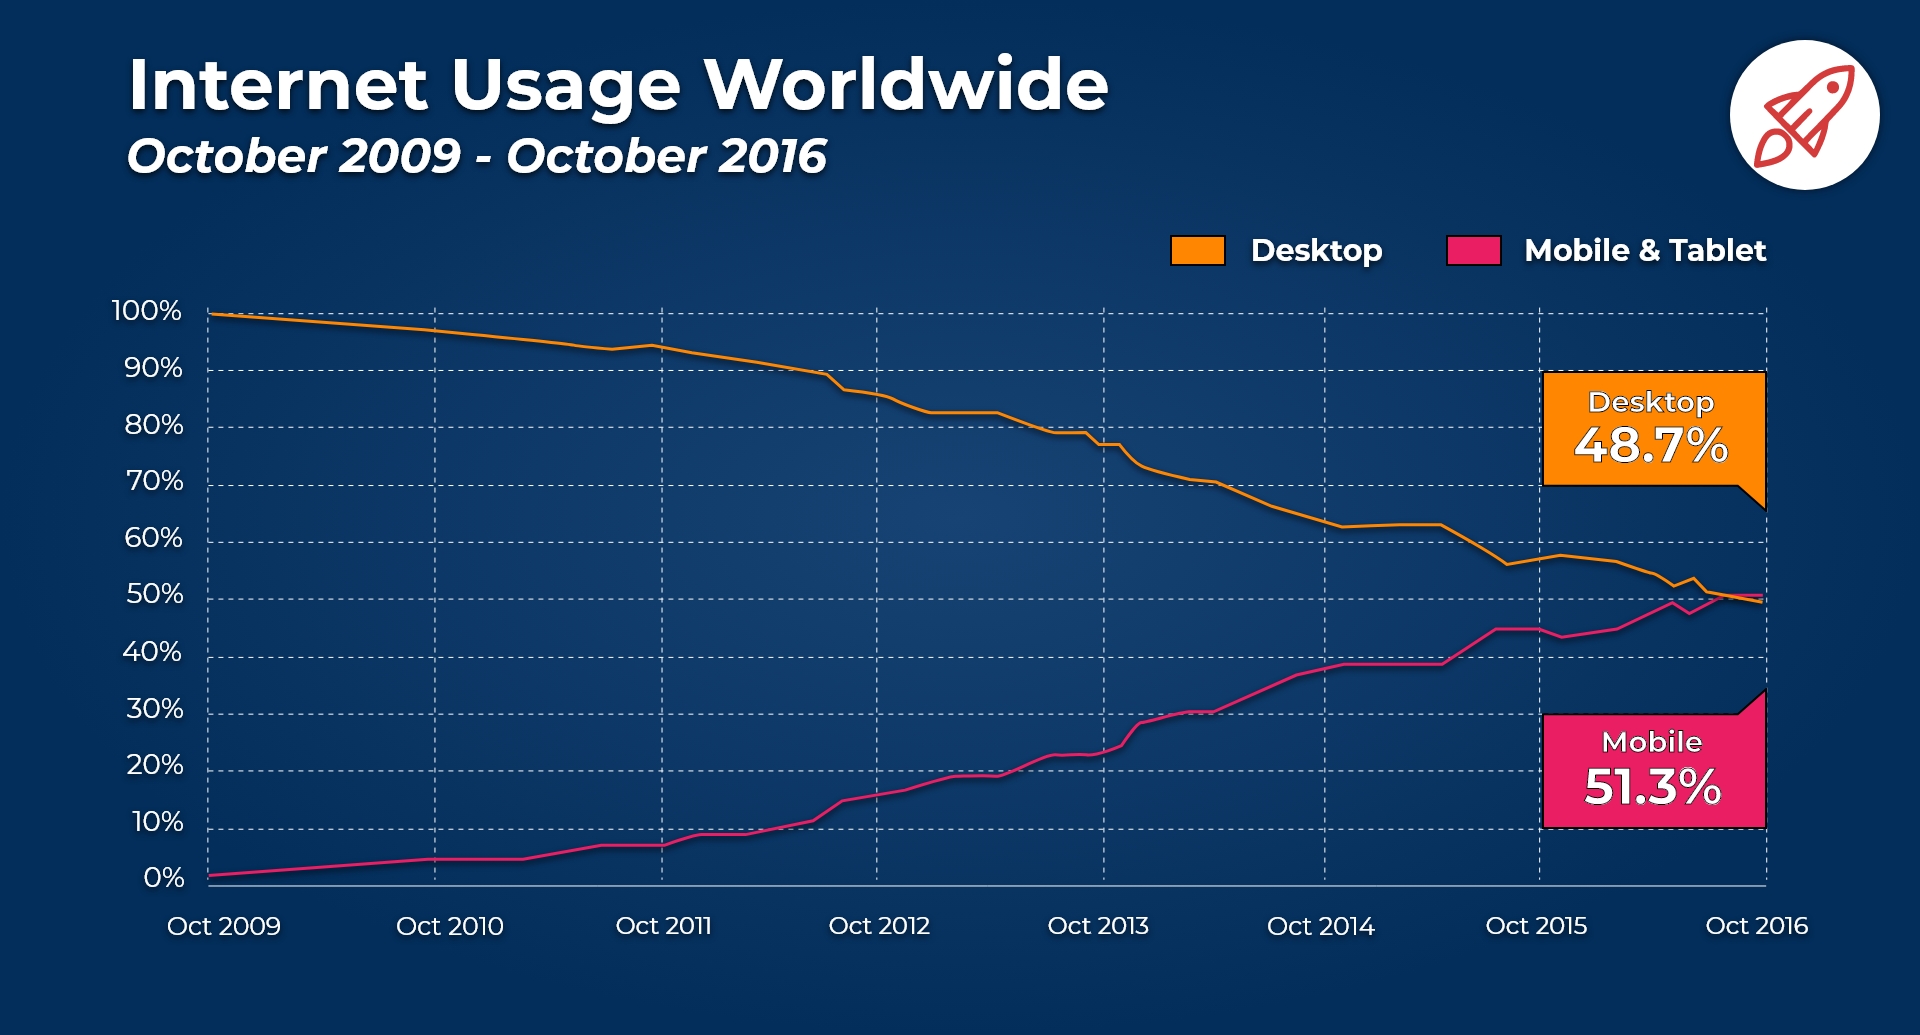 Internet Usage Worldwide
October 2009 - October 2016
Desktop
Mobile & Tablet
100%
90%
80%
70%
60%
50%
40%
30%
20%
10%
0%
Desktop
48.7%
Mobile
51.3%
Oct 2009
Oct 2010
Oct 2011
Oct 2012
Oct 2013
Oct 2014
Oct 2015
Oct 2016